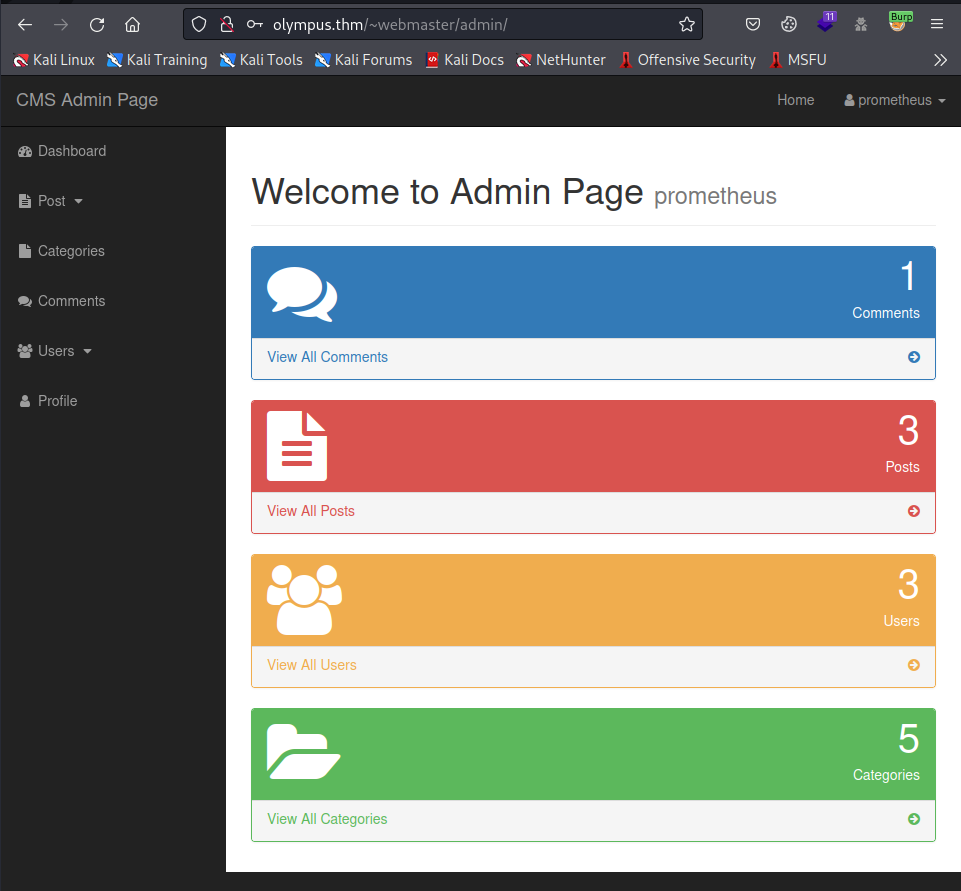 olympus.thm/~webmaster/admin/
11
Burp
Kali Linux Kali Training Kali Tools Kali Forums Kali Docs NetHunter Offensive Security MSFU
CMS Admin Page
Home prometheus
Dashboard
Post
Categories
Comments
Users
Profile
Welcome to Admin Page prometheus
1
Comments
View All Comments
3
Posts
View All Posts
3
Users
View All Users
5
Categories
View All Categories